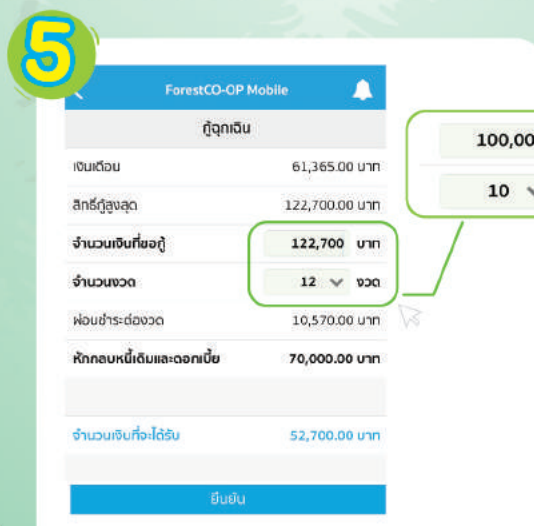 5
ForestCO-OP Mobile
กู้ฉุกเฉิน
เงินเดือน 61,365.00 บาท
สิทธิ์กู้สูงสุด 122,700.00 บาท
จำนวนเงินที่ขอกู้ 122,700 บาท
จำนวนงวด 12 งวด
ผ่อนชำระต่องวด 10,570.00 บาท
หักกลบหนี้เดิมและดอกเบี้ย 70,000.00 บาท
จำนวนเงินที่จะได้รับ 52,700.00 บาท
ยืนยัน
100,00
10